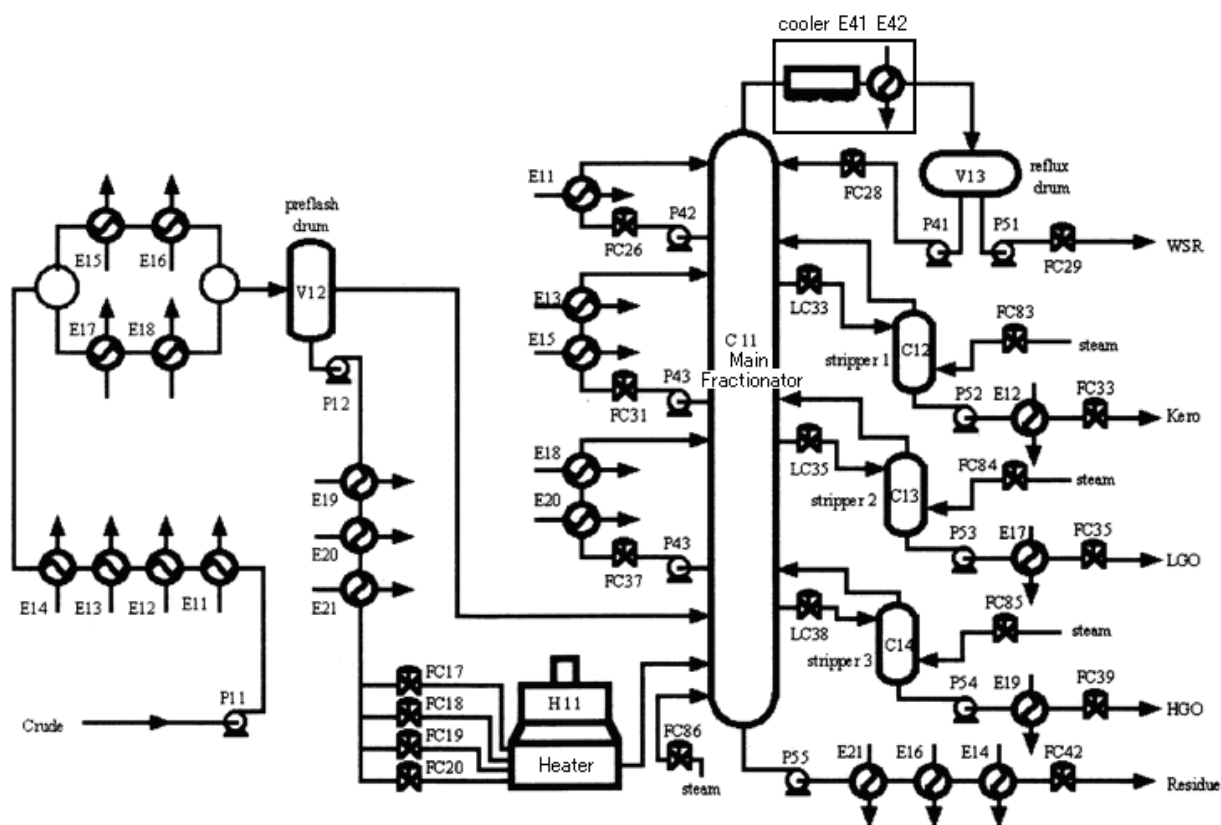 cooler E41 E42
V13
reflux
drum
FC28
P41
P51
FC29
WSR
E11
P42
FC26
preflash
drum
V12
E15
E16
E17
E18
P12
E13
E15
P43
FC31
LC33
C12
stripper 1
FC83
steam
P52
E12
FC33
Kero
C 11
Main
Fractionator
E18
E20
P43
FC37
LC35
C13
stripper 2
FC84
steam
P53
E17
FC35
LGO
E19
E20
E21
E14
E13
E12
E11
LC38
C14
stripper 3
FC85
steam
P54
E19
FC39
HGO
Crude
P11
FC17
FC18
FC19
FC20
H 11
Heater
FC86
steam
P55
E21
E16
E14
FC42
Residue